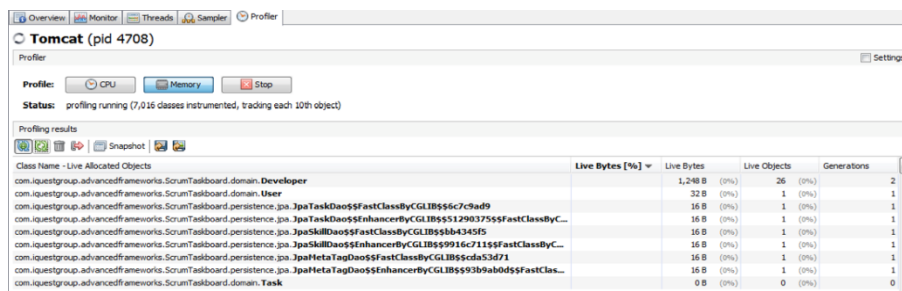 Overview Monitor Threads Sampler Profiler
Tomcat (pid 4708)
Profiler Settings
Profile: CPU Memory Stop
Status: profiling running (7,016 classes instrumented, tracking each 10th object)
Profiling results
Snapshot
Class Name - Live Allocated Objects Live Bytes [%] Live Bytes Live Objects Generations
com.iquestgroup.advancedframeworks.ScrumTaskboard.domain.Developer 1,248 B (0%) 26 (0%) 2
com.iquestgroup.advancedframeworks.ScrumTaskboard.domain.User 32 B (0%) 1 (0%) 1
com.iquestgroup.advancedframeworks.ScrumTaskboard.persistence.jpa.JpaTaskDao$$FastClassByCGLIB$$6c7c9ad9 16 B (0%) 1 (0%) 1
com.iquestgroup.advancedframeworks.ScrumTaskboard.persistence.jpa.JpaTaskDao$$EnhancerByCGLIB$$51290375$$FastClassByC... 16 B (0%) 1 (0%) 1
com.iquestgroup.advancedframeworks.ScrumTaskboard.persistence.jpa.JpaSkillDao$$FastClassByCGLIB$$bb4345f5 16 B (0%) 1 (0%) 1
com.iquestgroup.advancedframeworks.ScrumTaskboard.persistence.jpa.JpaSkillDao$$EnhancerByCGLIB$$9916c711$$FastClassByC... 16 B (0%) 1 (0%) 1
com.iquestgroup.advancedframeworks.ScrumTaskboard.persistence.jpa.JpaMetaTagDao$$FastClassByCGLIB$$cda53d71 16 B (0%) 1 (0%) 1
com.iquestgroup.advancedframeworks.ScrumTaskboard.persistence.jpa.JpaMetaTagDao$$EnhancerByCGLIB$$93b9ab0d$$FastClas... 16 B (0%) 1 (0%) 1
com.iquestgroup.advancedframeworks.ScrumTaskboard.domain.Task 0 B (0%) 0 (0%) 0